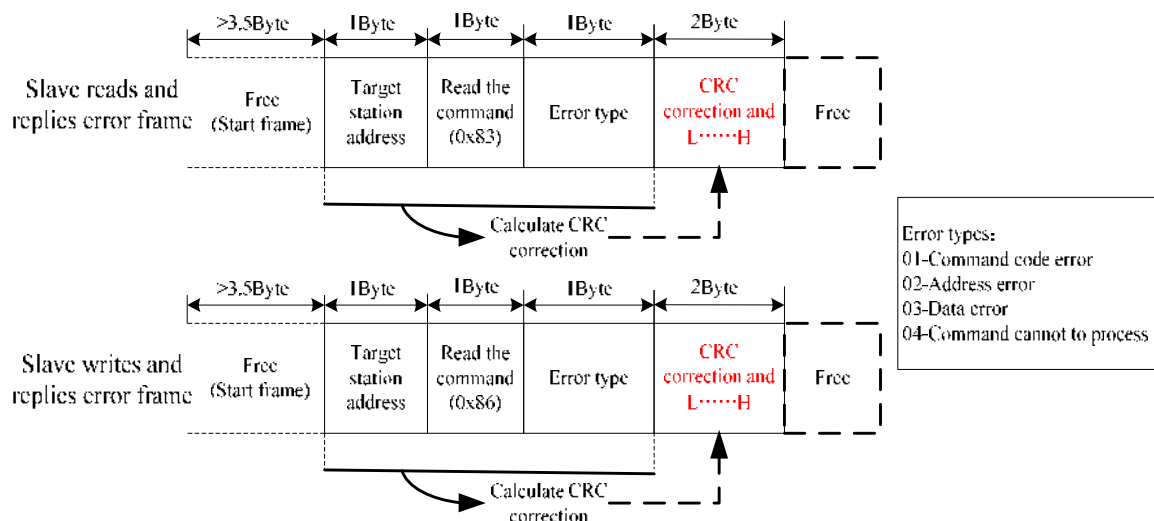 >3.5Byte 1Byte 1Byte 1Byte 2Byte
Slave reads and
replies error frame
Free
(Start frame)
Target
station
address
Read the
command
(0x83)
Error type
CRC
correction and
L······H
Free
Calculate CRC
correction
Error types:
01-Command code error
02-Address error
03-Data error
04-Command cannot to process
>3.5Byte 1Byte 1Byte 1Byte 2Byte
Slave writes and
replies error frame
Free
(Start frame)
Target
station
address
Read the
command
(0x86)
Error type
CRC
correction and
L······H
Free
Calculate CRC
correction